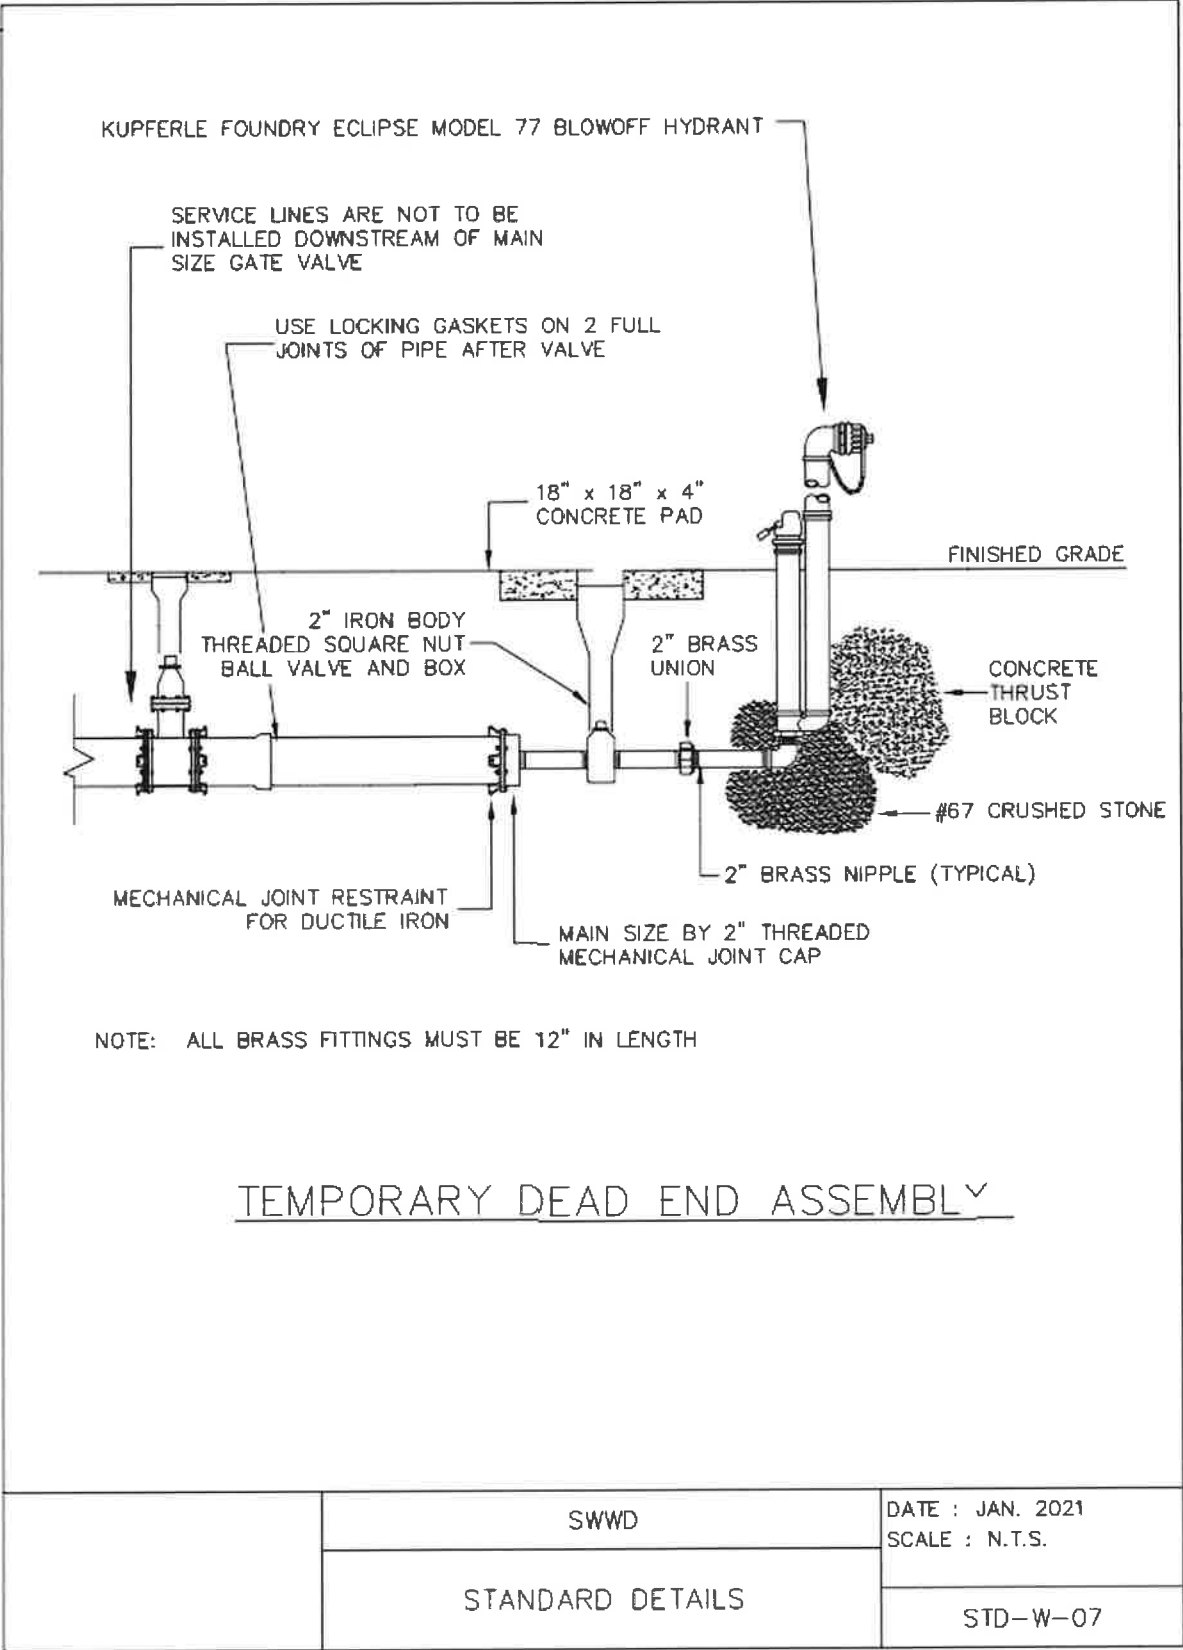 KUPFERLE FOUNDRY ECLIPSE MODEL 77 BLOWOFF HYDRANT
SERVICE LINES ARE NOT TO BE
INSTALLED DOWNSTREAM OF MAIN
SIZE GATE VALVE
USE LOCKING GASKETS ON 2 FULL
JOINTS OF PIPE AFTER VALVE
18" x 18" x 4"
CONCRETE PAD
FINISHED GRADE
2" IRON BODY
THREADED SQUARE NUT
BALL VALVE AND BOX
2" BRASS
UNION
CONCRETE
THRUST
BLOCK
#67 CRUSHED STONE
2" BRASS NIPPLE (TYPICAL)
MECHANICAL JOINT RESTRAINT
FOR DUCTILE IRON
MAIN SIZE BY 2" THREADED
MECHANICAL JOINT CAP
NOTE: ALL BRASS FITTINGS MUST BE 12" IN LENGTH
TEMPORARY DEAD END ASSEMBLY
SWWD
STANDARD DETAILS
DATE : JAN. 2021
SCALE : N.T.S.
STD-W-07